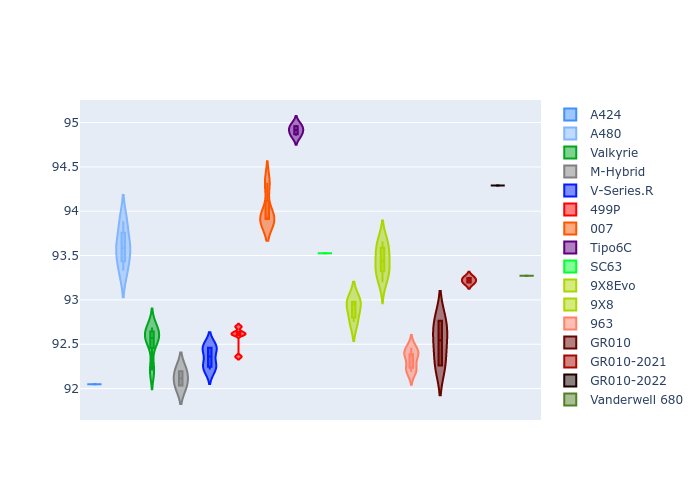 95
94.5
94
93.5
93
92.5
92
A424
A480
Valkyrie
M-Hybrid
V-Series.R
499P
007
Tipo6C
SC63
9X8Evo
9X8
963
GR010
GR010-2021
GR010-2022
Vanderwell 680